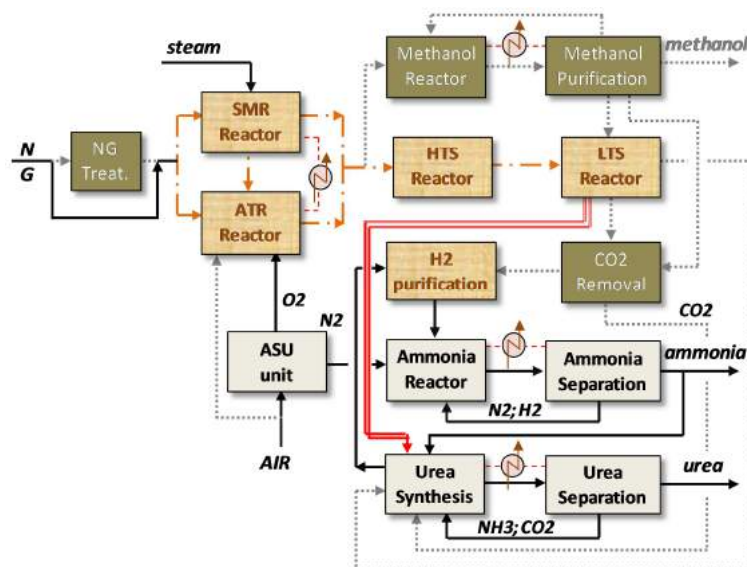 steam
Methanol
Reactor
Methanol
Purification
methanol
SMR
Reactor
N
G
NG
Treat.
HTS
Reactor
LTS
Reactor
ATR
Reactor
H2
purification
CO2
Removal
O2
N2
CO2
ASU
unit
Ammonia
Reactor
Ammonia
Separation
ammonia
N2; H2
AIR
Urea
Synthesis
Urea
Separation
urea
NH3; CO2